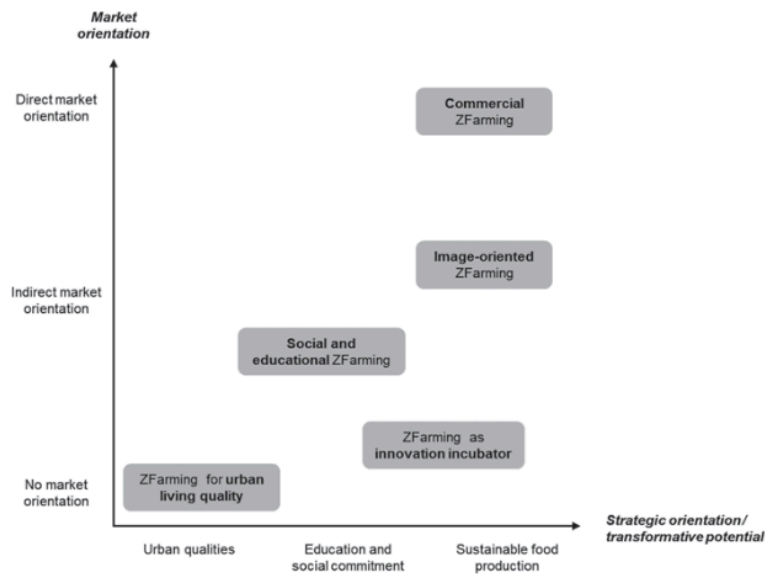 Market
orientation
Direct market
orientation
Commercial
ZFarming
Image-oriented
ZFarming
Indirect market
orientation
Social and
educational ZFarming
ZFarming as
innovation incubator
ZFarming for urban
living quality
No market
orientation
Strategic orientation/
transformative potential
Urban qualities
Education and
social commitment
Sustainable food
production